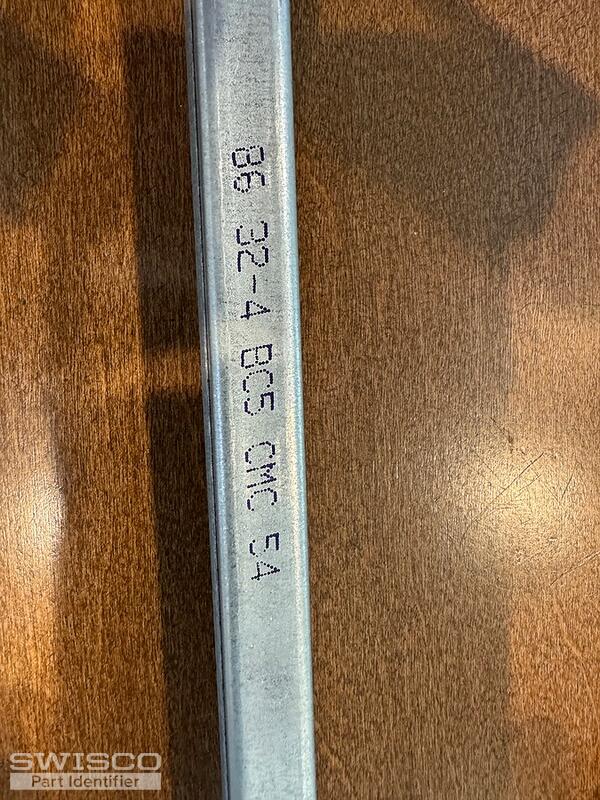 86 32-4 BC5 CMC 54
SWISCO
Part Identifier